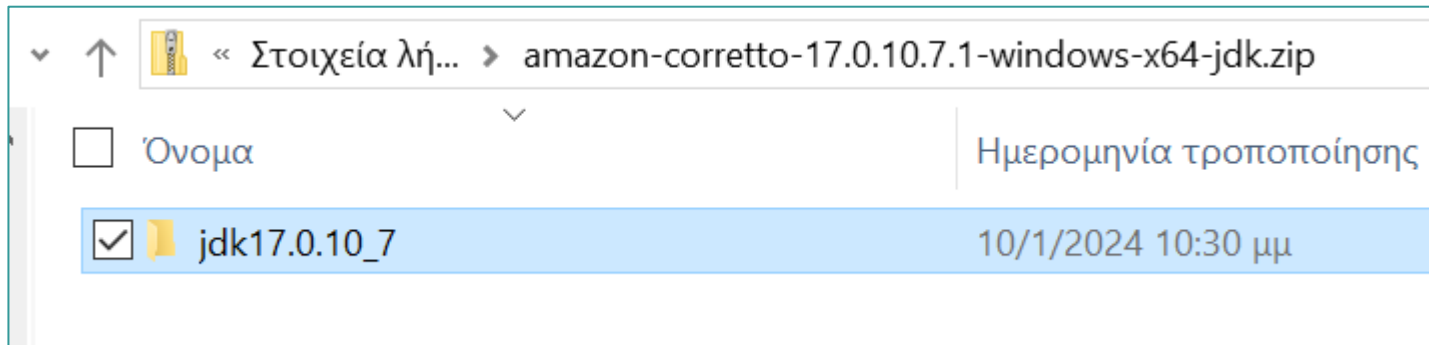 « Στοιχεία λή... > amazon-corretto-17.0.10.7.1-windows-x64-jdk.zip
Όνομα Ημερομηνία τροποποίησης
jdk17.0.10_7 10/1/2024 10:30 μμ